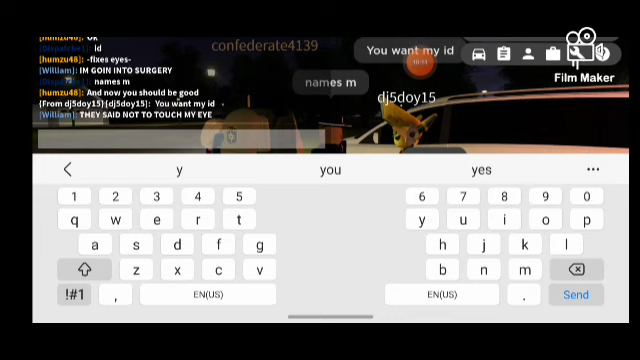 [humzu48]: OK
confederate4139
You want my id
[Dispatche1]: id
[humzu48]: -fixes eyes-
[William]: IM GOIN INTO SURGERY
names m
names m
[humzu48]: And now you should be good
{From dj5doy15}[dj5doy15]: You want my id
[William]: THEY SAID NOT TO TOUCH MY EYE
dj5doy15
Film Maker
y you yes
1 2 3 4 5 6 7 8 9 0
q w e r t y u i o p
a s d f g h j k l
z x c v b n m
!#1 , EN(US) EN(US) . Send